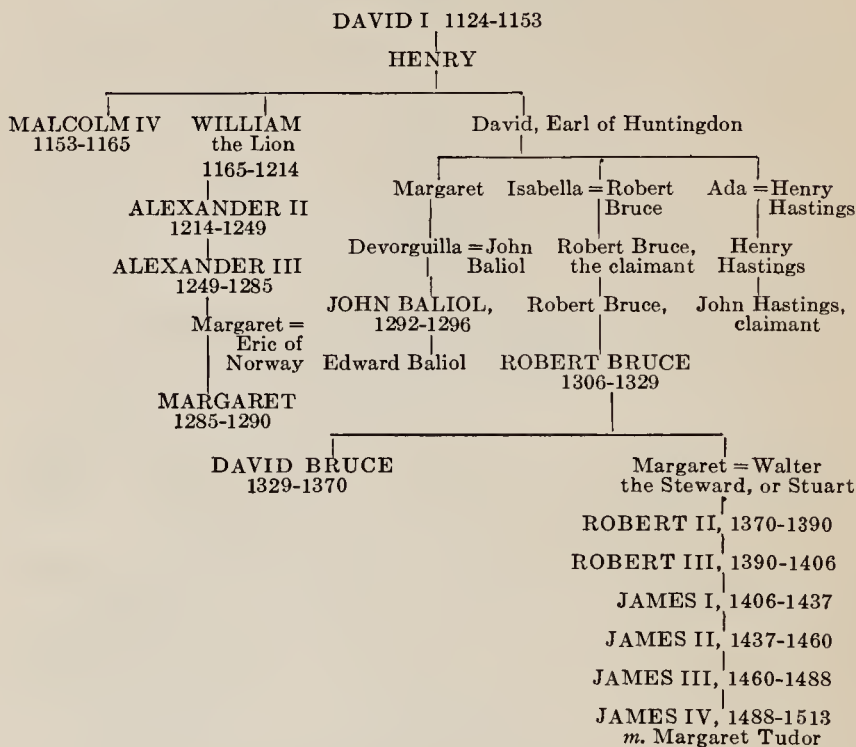 DAVID I 1124-1153
HENRY
MALCOLM IV
1153-1165
WILLIAM
the Lion
1165-1214
David, Earl of Huntingdon
ALEXANDER II
1214-1249
ALEXANDER III
1249-1285
Margaret =
Eric of
Norway
MARGARET
1285-1290
Margaret
Isabella = Robert
Bruce
Ada = Henry
Hastings
Devorguilla = John
Baliol
Robert Bruce,
the claimant
Henry
Hastings
JOHN BALIOL,
1292-1296
Robert Bruce,
John Hastings,
claimant
Edward Baliol
ROBERT BRUCE
1306-1329
DAVID BRUCE
1329-1370
Margaret = Walter
the Steward, or Stuart
ROBERT II, 1370-1390
ROBERT III, 1390-1406
JAMES I, 1406-1437
JAMES II, 1437-1460
JAMES III, 1460-1488
JAMES IV, 1488-1513
m. Margaret Tudor